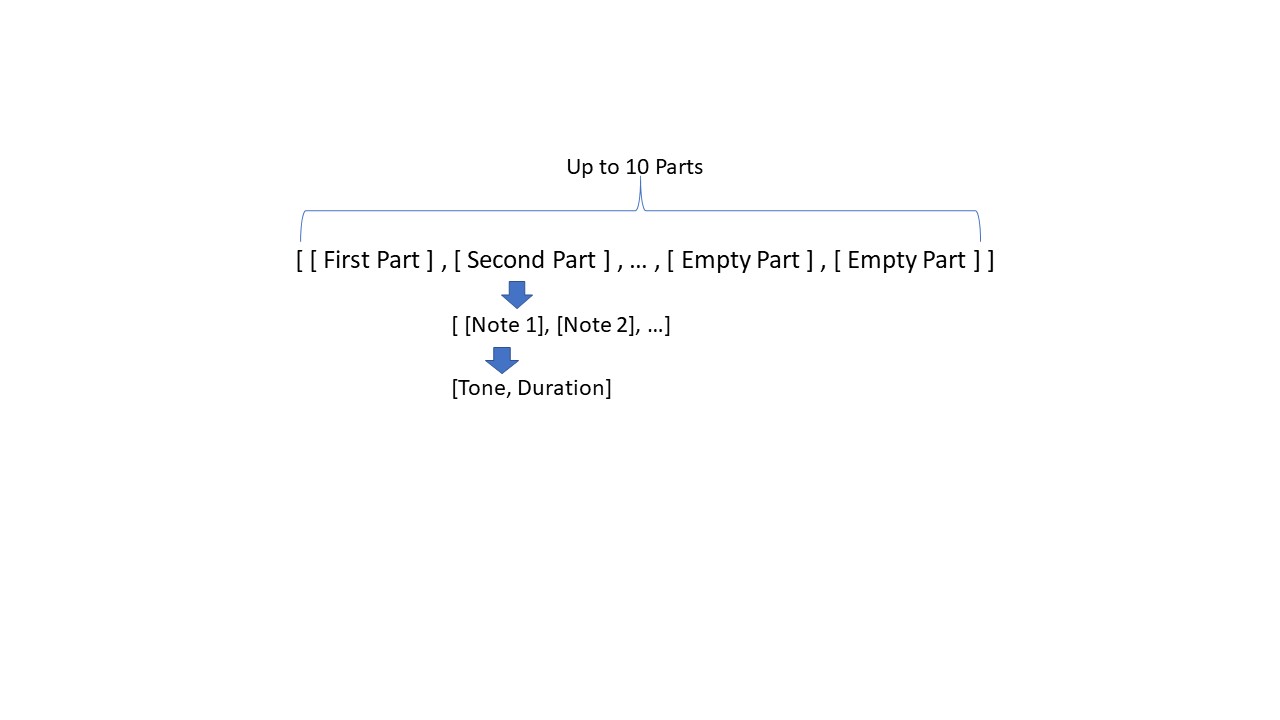 Up to 10 Parts
[ [ First Part ] , [ Second Part ] , … , [ Empty Part ] , [ Empty Part ] ]
[ [Note 1], [Note 2], …]
[Tone, Duration]